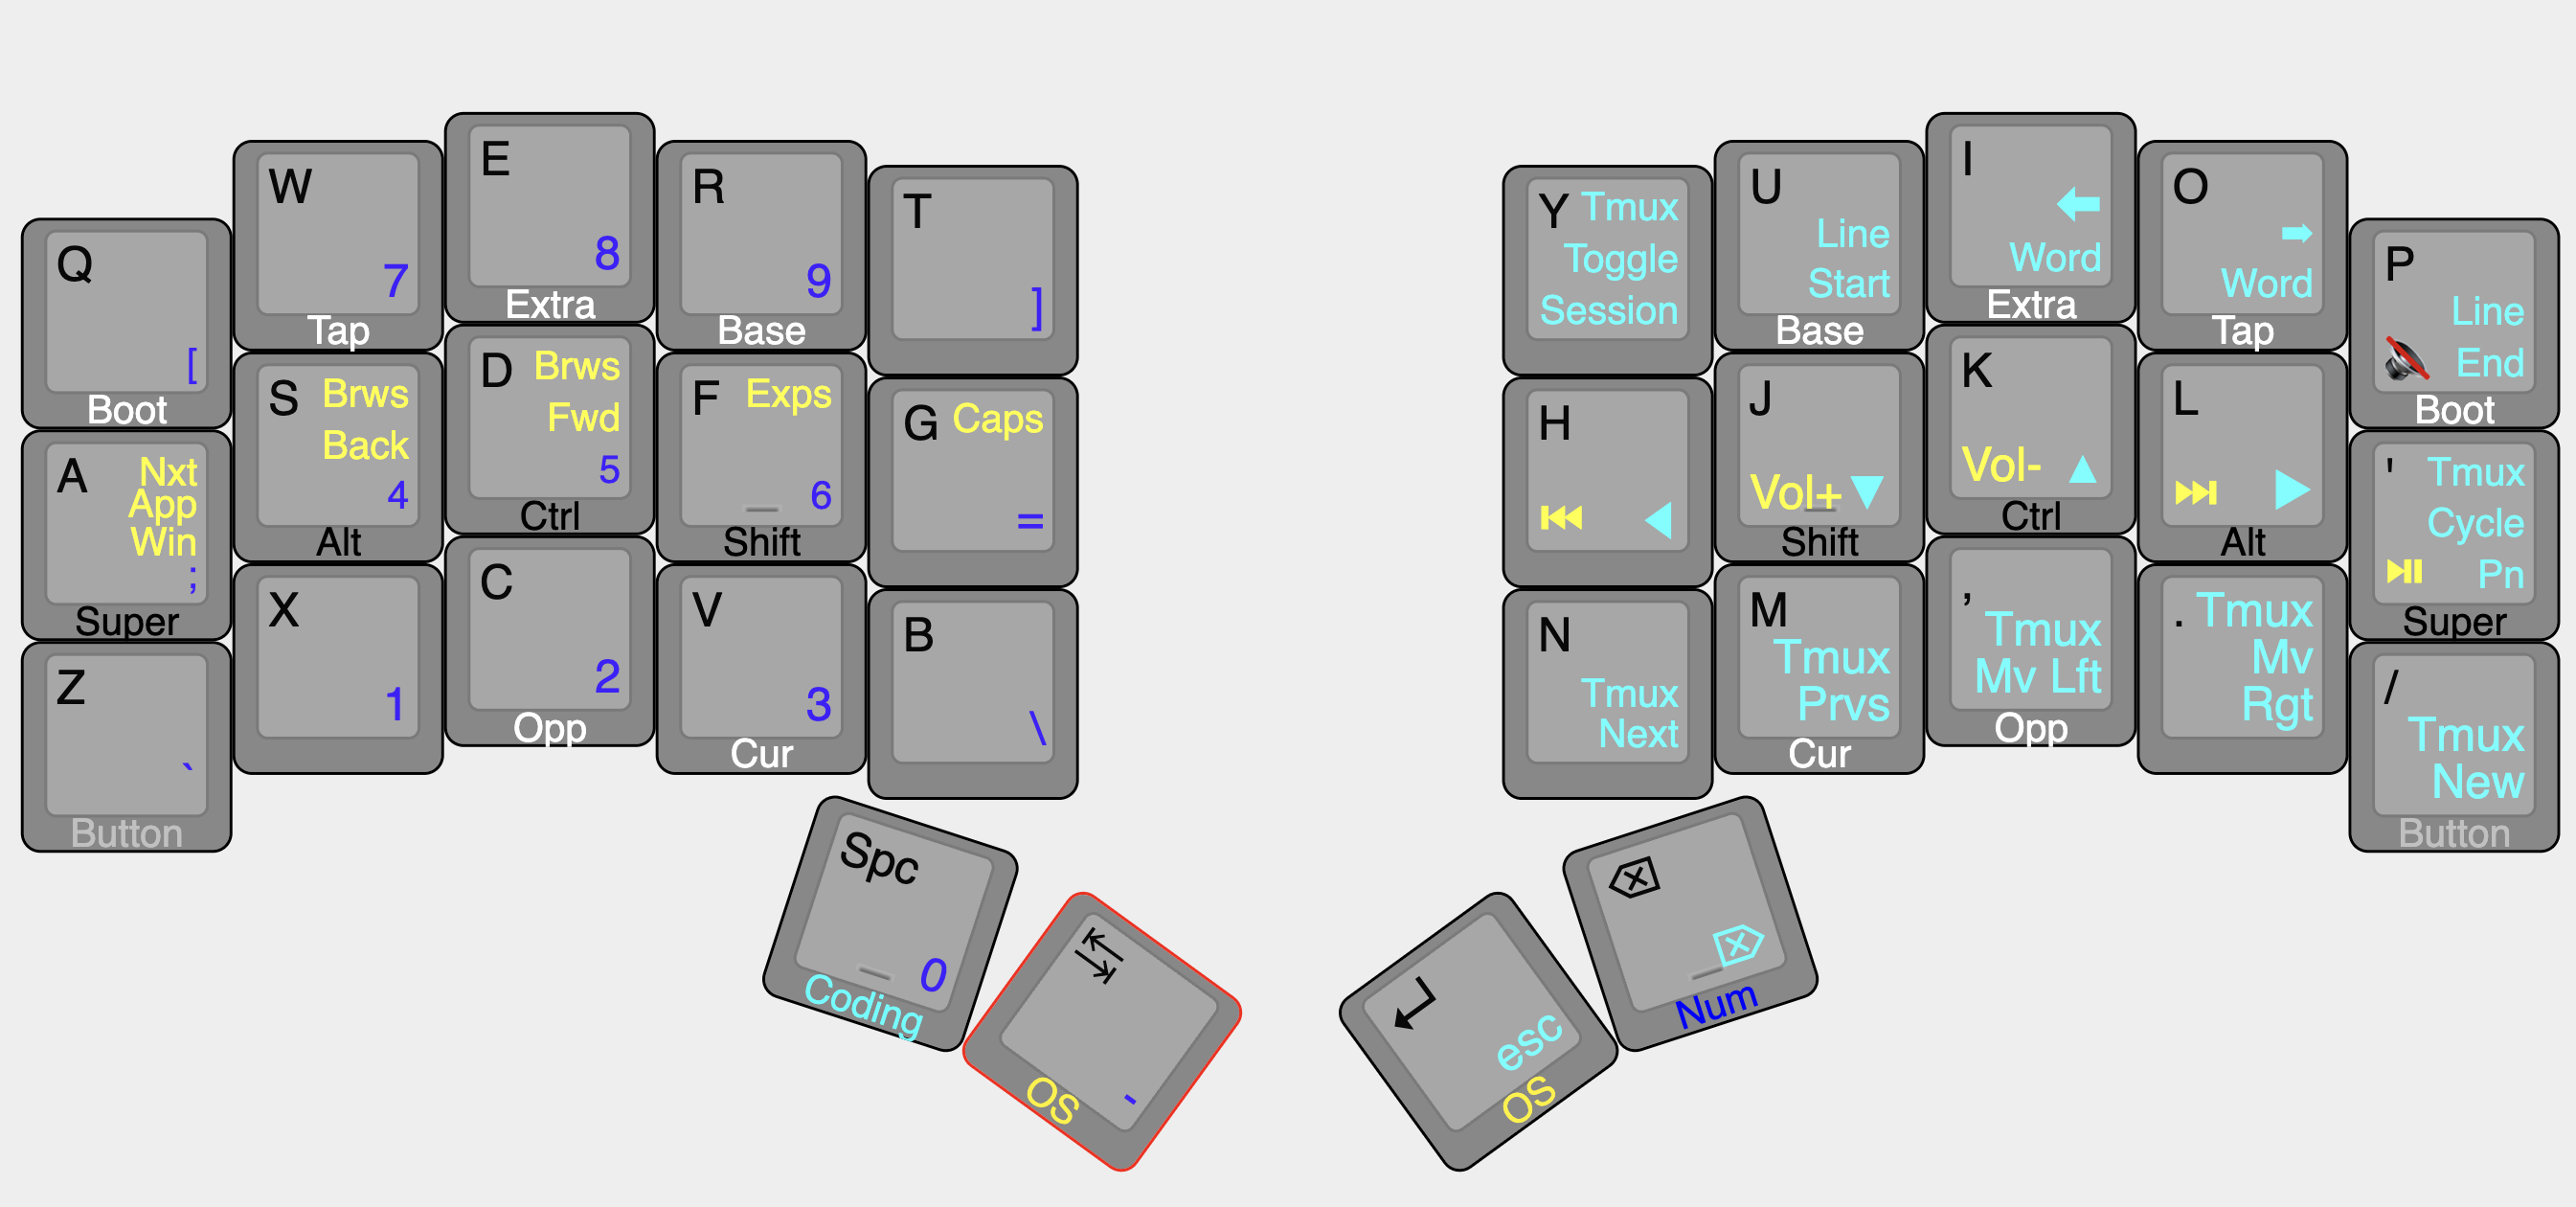 Q
[
Boot
W
7
Tap
E
8
Extra
R
9
Base
T
]
Y Tmux
Toggle
Session
U
Line
Start
Base
I
Word
Extra
O
Word
Tap
P
Line
End
Boot
A Nxt
App
Win
;
Super
S Brws
Back
4
Alt
D Brws
Fwd
5
Ctrl
F Exps
6
Shift
G Caps
=
H
J
Vol+
Shift
K
Vol-
Ctrl
L
Alt
' Tmux
Cycle
Pn
Super
Z
`
Button
X
1
C
2
Opp
V
3
Cur
B
\
N
Tmux
Next
M
Tmux
Prvs
Cur
,
Tmux
Mv Lft
Opp
. Tmux
Mv
Rgt
/
Tmux
New
Button
Spc
0
Coding
-
OS
esc
OS
Num